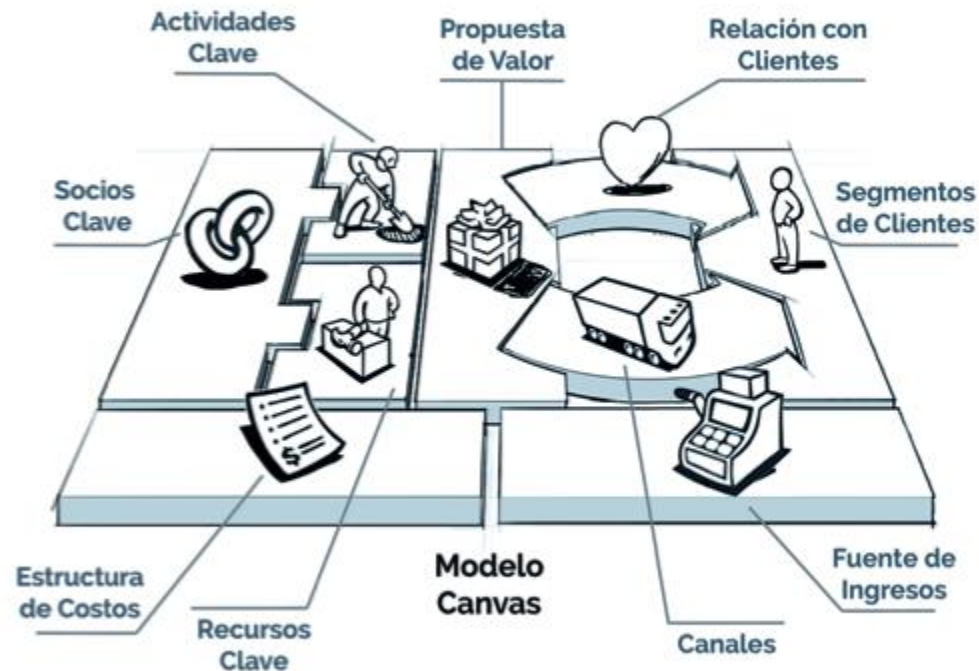 Actividades
Clave
Propuesta
de Valor
Relación con
Clientes
Socios
Clave
Segmentos
de Clientes
$
Estructura
de Costos
Recursos
Clave
Modelo
Canvas
Canales
Fuente de
Ingresos